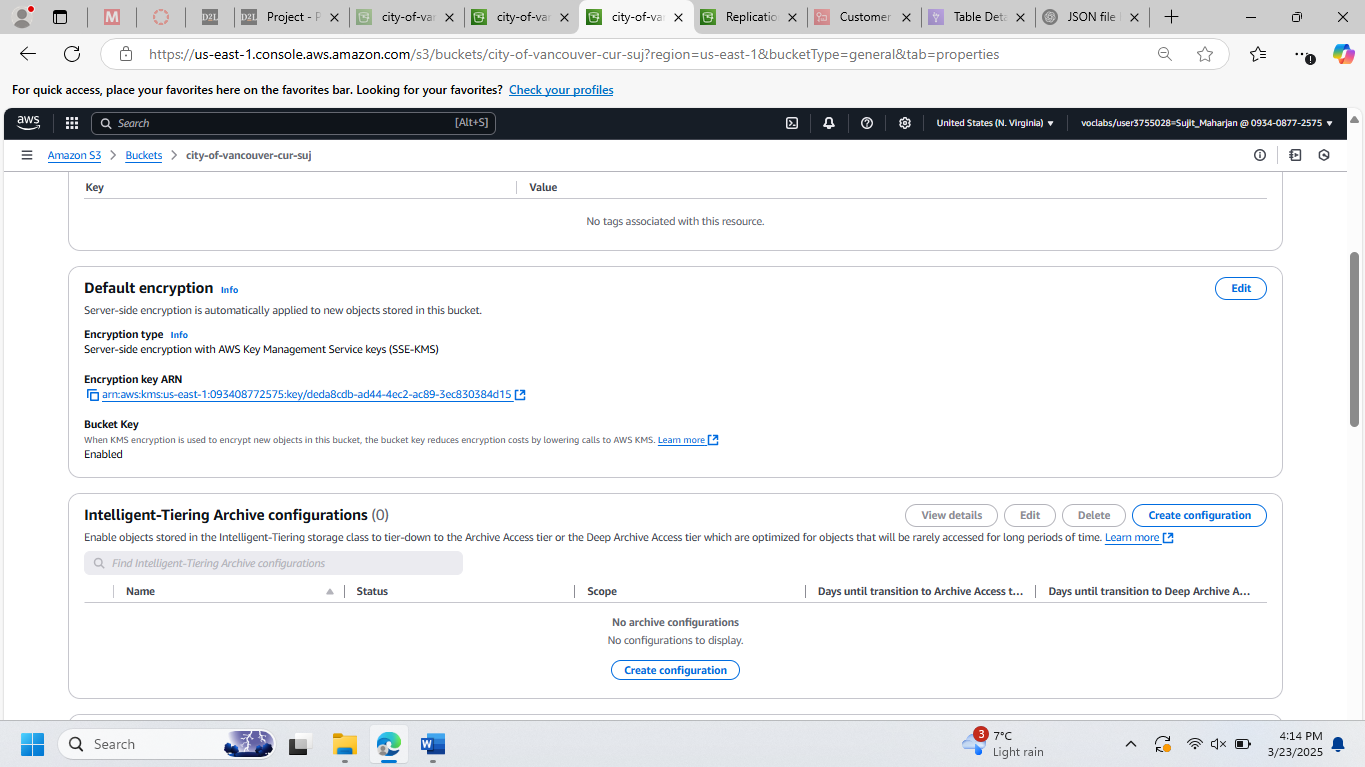 D2L
D2L Project - P
city-of-van
city-of-van
city-of-va
Replication
Customer
Table Deta
JSON file
https://us-east-1.console.aws.amazon.com/s3/buckets/city-of-vancouver-cur-suj?region=us-east-1&bucketType=general&tab=properties
For quick access, place your favorites here on the favorites bar. Looking for your favorites? Check your profiles
aws Search [Alt+S] United States (N. Virginia) voclabs/user3755028=Sujit_Maharjan @ 0934-0877-2575
Amazon S3 > Buckets > city-of-vancouver-cur-suj
Key Value
No tags associated with this resource.
Default encryption Info Edit
Server-side encryption is automatically applied to new objects stored in this bucket.
Encryption type Info
Server-side encryption with AWS Key Management Service keys (SSE-KMS)
Encryption key ARN
arn:aws:kms:us-east-1:093408772575:key/deda8cdb-ad44-4ec2-ac89-3ec830384d15
Bucket Key
When KMS encryption is used to encrypt new objects in this bucket, the bucket key reduces encryption costs by lowering calls to AWS KMS. Learn more
Enabled
Intelligent-Tiering Archive configurations (0) View details Edit Delete Create configuration
Enable objects stored in the Intelligent-Tiering storage class to tier-down to the Archive Access tier or the Deep Archive Access tier which are optimized for objects that will be rarely accessed for long periods of time. Learn more
Find Intelligent-Tiering Archive configurations
Name Status Scope Days until transition to Archive Access t... Days until transition to Deep Archive A...
No archive configurations
No configurations to display.
Create configuration
Search
3
7°C
Light rain
4:14 PM
3/23/2025